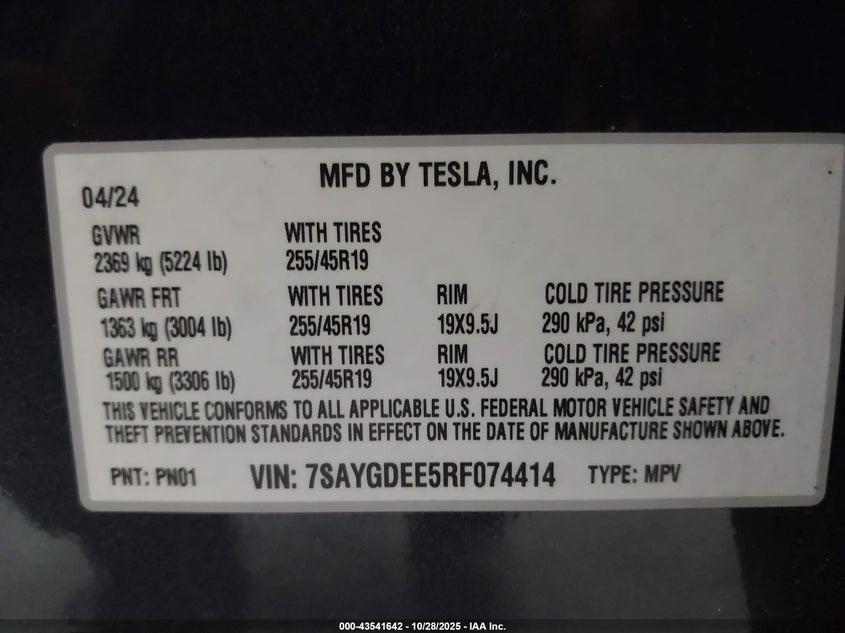 MFD BY TESLA, INC.
04/24
GVWR WITH TIRES
2369 kg (5224 lb) 255/45R19
GAWR FRT WITH TIRES RIM COLD TIRE PRESSURE
1363 kg (3004 lb) 255/45R19 19X9.5J 290 kPa, 42 psi
GAWR RR WITH TIRES RIM COLD TIRE PRESSURE
1500 kg (3306 lb) 255/45R19 19X9.5J 290 kPa, 42 psi
THIS VEHICLE CONFORMS TO ALL APPLICABLE U.S. FEDERAL MOTOR VEHICLE SAFETY AND
THEFT PREVENTION STANDARDS IN EFFECT ON THE DATE OF MANUFACTURE SHOWN ABOVE.
PNT: PN01 VIN: 7SAYGDEE5RF074414 TYPE: MPV
000-43541642 - 10/28/2025 - IAA Inc.